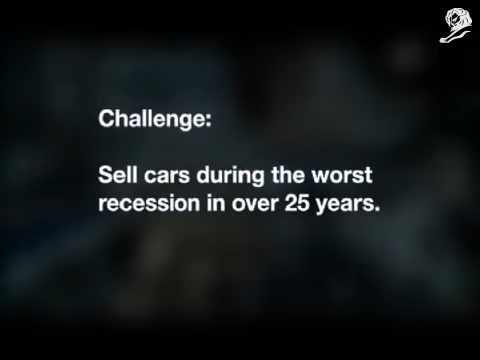 Challenge:
Sell cars during the worst
recession in over 25 years.